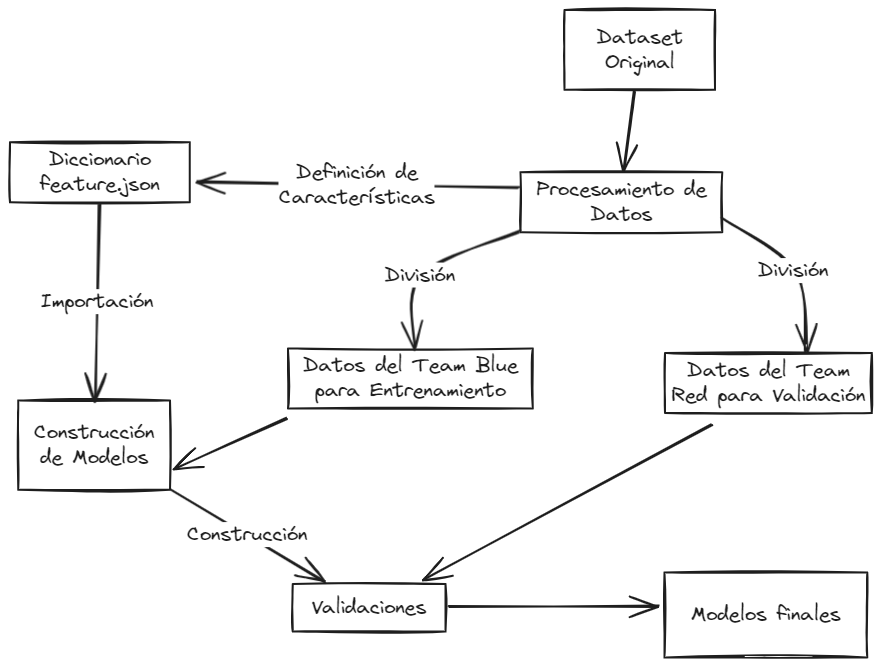 Dataset
Original
Diccionario
feature.json
Definición de
Características
Procesamiento de
Datos
División
División
Importación
Datos del Team Blue
para Entrenamiento
Datos del Team
Red para Validación
Construcción
de Modelos
Construcción
Validaciones
Modelos finales